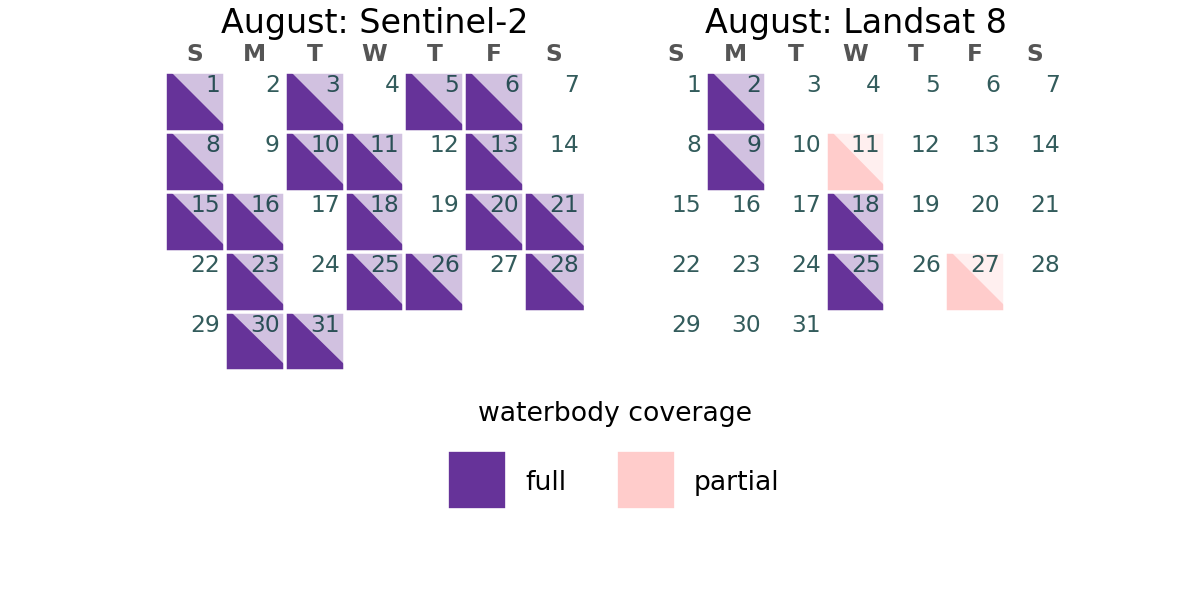 August: Sentinel-2
S M T W T F S
1 2 3 4 5 6 7
8 9 10 11 12 13 14
15 16 17 18 19 20 21
22 23 24 25 26 27 28
29 30 31
August: Landsat 8
S M T W T F S
1 2 3 4 5 6 7
8 9 10 11 12 13 14
15 16 17 18 19 20 21
22 23 24 25 26 27 28
29 30 31
waterbody coverage
full partial